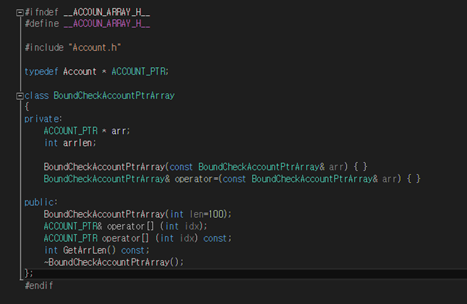 #ifndef __ACCOUN_ARRAY_H__
#define __ACCOUN_ARRAY_H__
#include "Account.h"
typedef Account * ACCOUNT_PTR;
class BoundCheckAccountPtrArray
{
private:
ACCOUNT_PTR * arr;
int arrlen;
BoundCheckAccountPtrArray(const BoundCheckAccountPtrArray& arr) { }
BoundCheckAccountPtrArray& operator=(const BoundCheckAccountPtrArray& arr) { }
public:
BoundCheckAccountPtrArray(int len=100);
ACCOUNT_PTR& operator[] (int idx);
ACCOUNT_PTR operator[] (int idx) const;
int GetArrLen() const;
~BoundCheckAccountPtrArray();
};
#endif